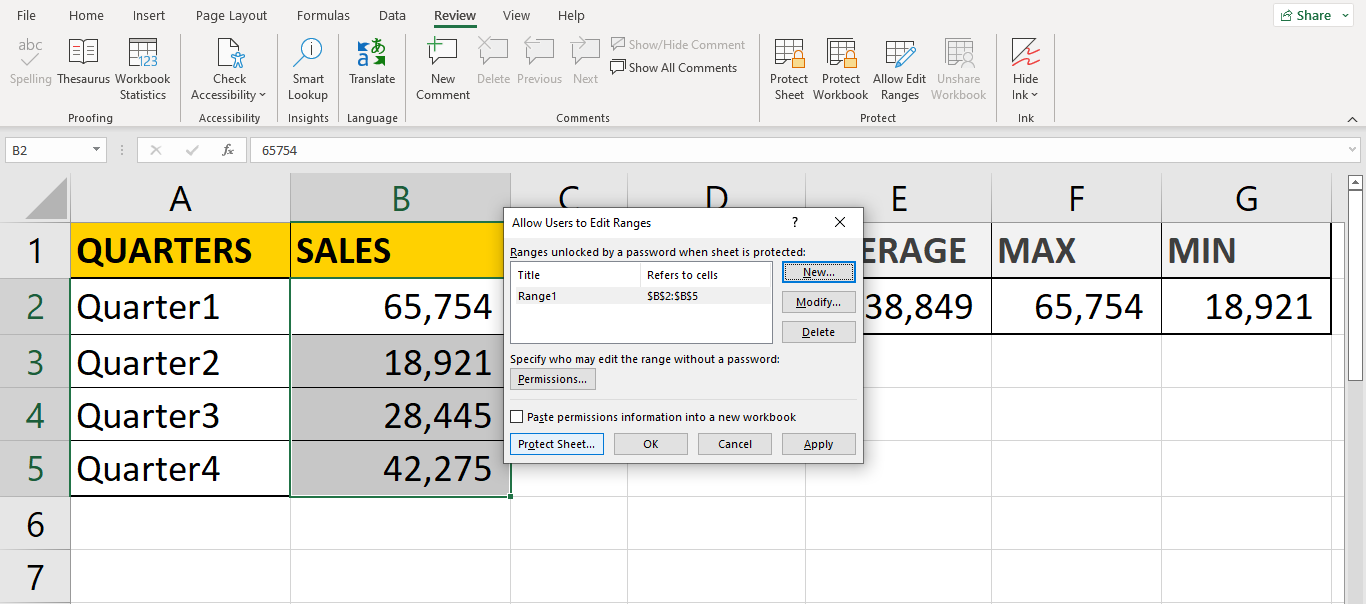 File Home Insert Page Layout Formulas Data Review View Help Share
abc
Spelling Thesaurus Workbook Statistics
123
Check Accessibility
Smart Lookup
a あ
Translate
New Comment Delete Previous Next
Show/Hide Comment
Show All Comments
Protect Sheet Protect Workbook Allow Edit Ranges Unshare Workbook
Hide Ink
Proofing Accessibility Insights Language Comments Protect Ink
B2 fx 65754
A B C D E F G
1 QUARTERS SALES ERAGE MAX MIN
2 Quarter1 65,754 38,849 65,754 18,921
3 Quarter2 18,921
4 Quarter3 28,445
5 Quarter4 42,275
6
7
Allow Users to Edit Ranges ?
Ranges unlocked by a password when sheet is protected:
Title Refers to cells
Range1 $B$2:$B$5
New...
Modify...
Delete
Specify who may edit the range without a password:
Permissions...
Paste permissions information into a new workbook
Protect Sheet... OK Cancel Apply